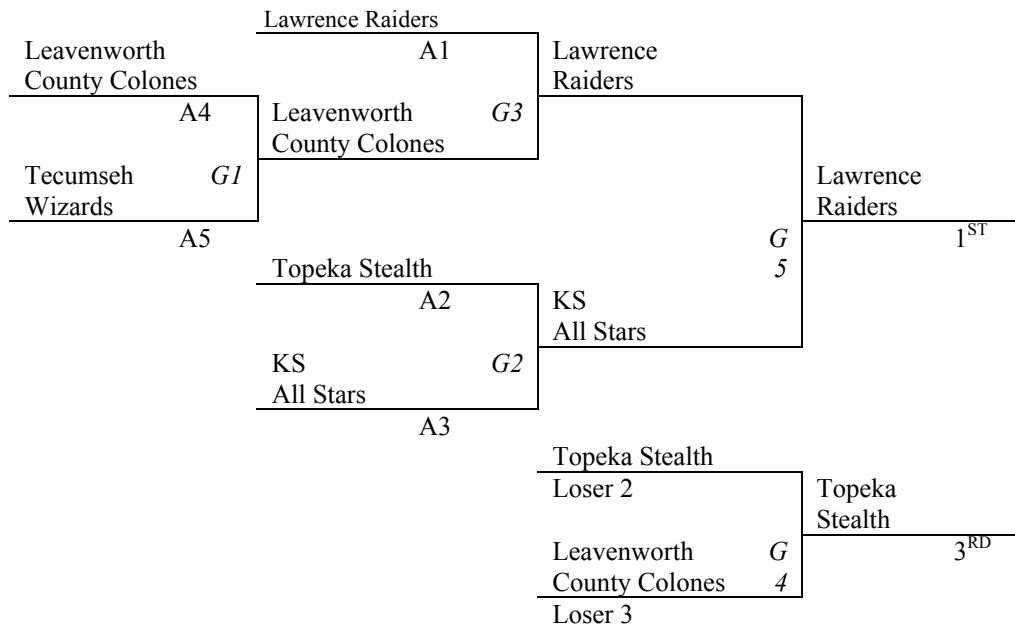 Lawrence Raiders
A1
Leavenworth
County Colones
A4
Lawrence
Raiders
Leavenworth
County Colones
G3
Tecumseh
Wizards
G1
A5
Lawrence
Raiders
1ST
G
5
Topeka Stealth
A2
KS
All Stars
KS
All Stars
G2
A3
Topeka Stealth
Loser 2
Topeka
Stealth
3RD
Leavenworth
County Colones
G
4
Loser 3